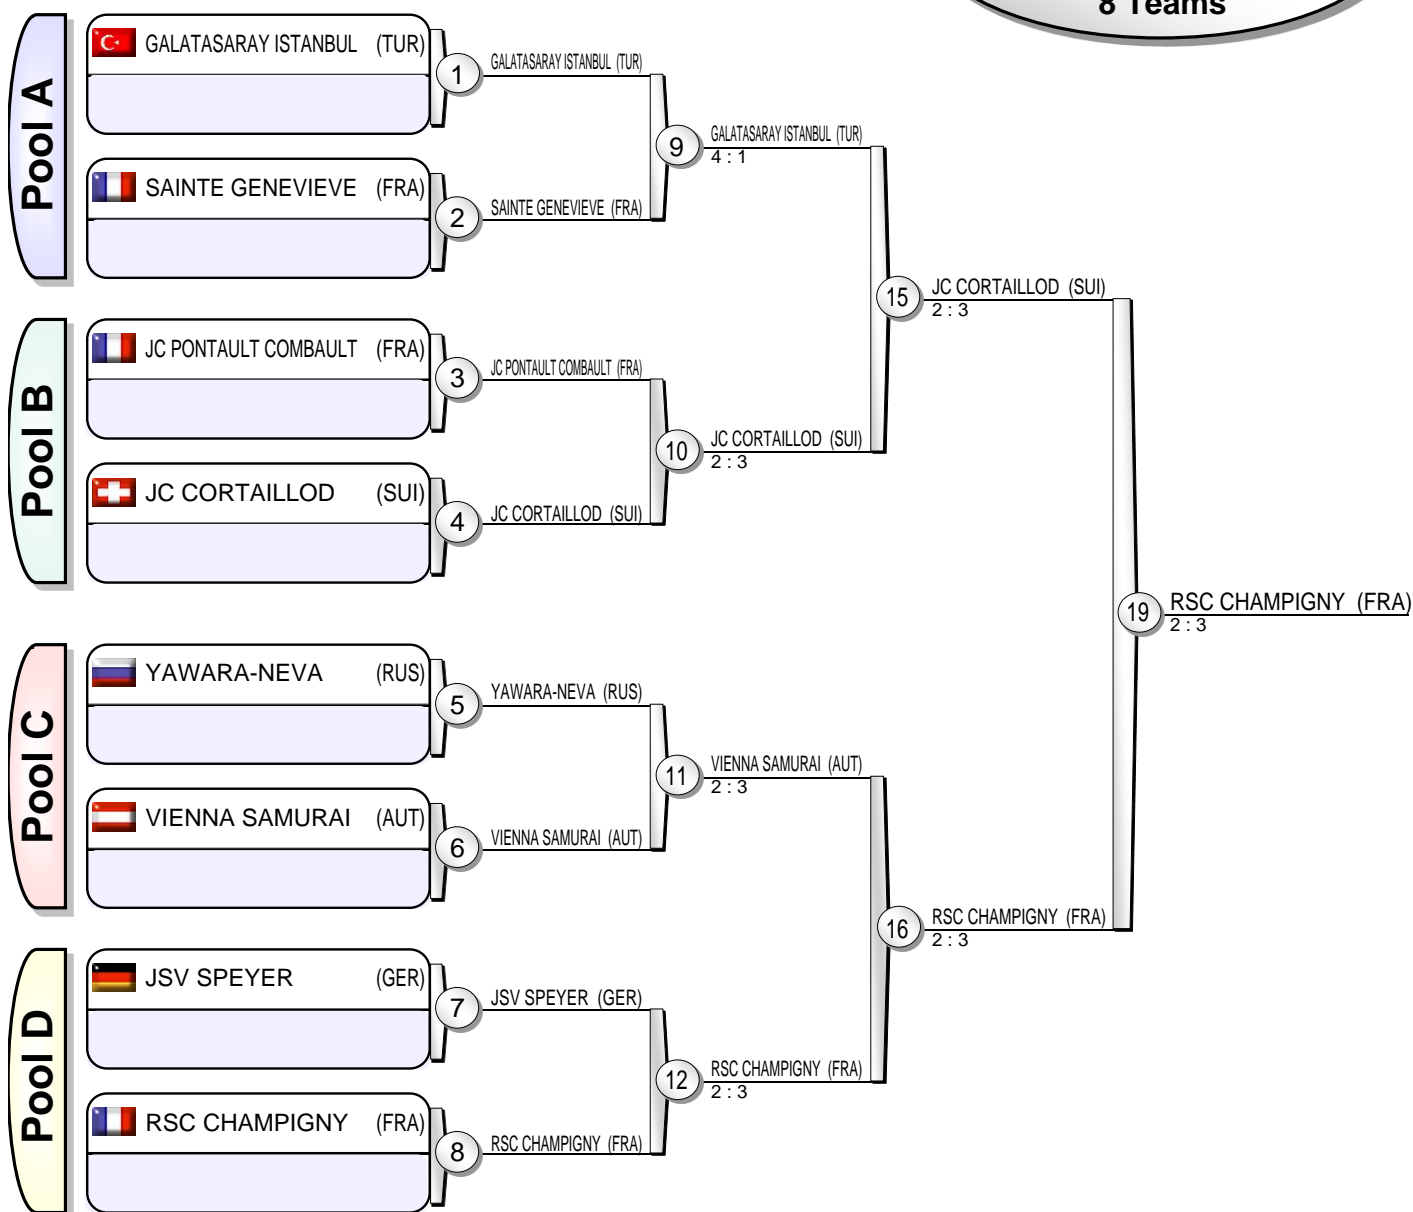 8 Teams
Pool A
GALATASARAY ISTANBUL (TUR)
1
GALATASARAY ISTANBUL (TUR)
SAINTE GENEVIEVE (FRA)
2
SAINTE GENEVIEVE (FRA)
9
GALATASARAY ISTANBUL (TUR)
4 : 1
Pool B
JC PONTAULT COMBAULT (FRA)
3
JC PONTAULT COMBAULT (FRA)
JC CORTAILLOD (SUI)
4
JC CORTAILLOD (SUI)
10
JC CORTAILLOD (SUI)
2 : 3
15
JC CORTAILLOD (SUI)
2 : 3
Pool C
YAWARA-NEVA (RUS)
5
YAWARA-NEVA (RUS)
VIENNA SAMURAI (AUT)
6
VIENNA SAMURAI (AUT)
11
VIENNA SAMURAI (AUT)
2 : 3
Pool D
JSV SPEYER (GER)
7
JSV SPEYER (GER)
RSC CHAMPIGNY (FRA)
8
RSC CHAMPIGNY (FRA)
12
RSC CHAMPIGNY (FRA)
2 : 3
16
RSC CHAMPIGNY (FRA)
2 : 3
19
RSC CHAMPIGNY (FRA)
2 : 3